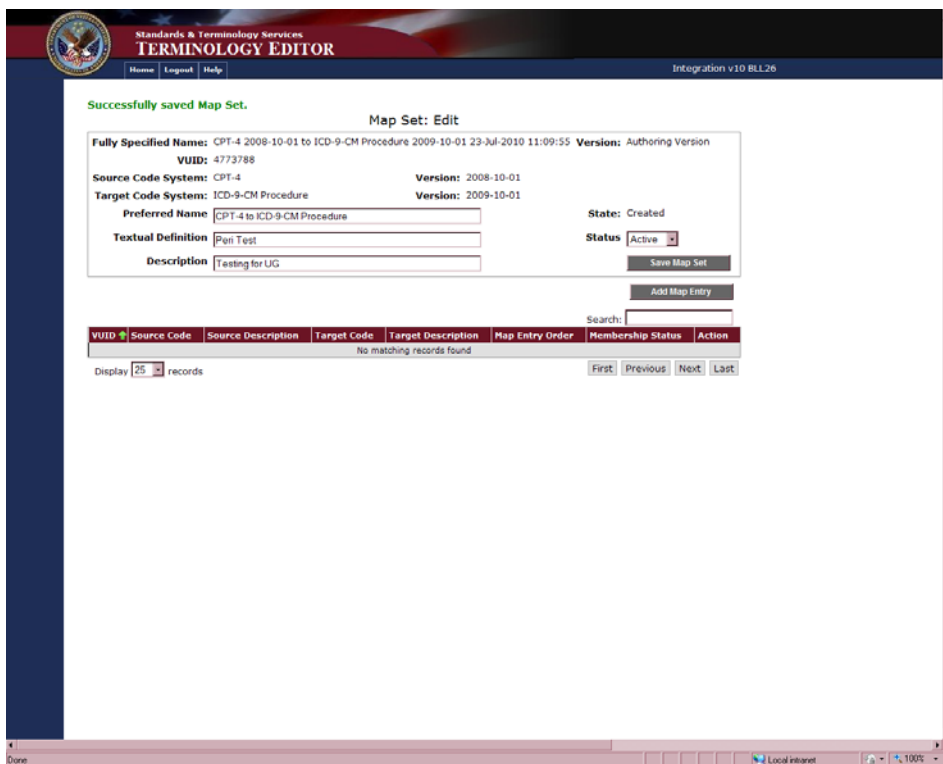 Standards & Terminology Services
TERMINOLOGY EDITOR
Home Logout Help Integration v10 BLL26
Successfully saved Map Set.
Map Set: Edit
Fully Specified Name: CPT-4 2008-10-01 to ICD-9-CM Procedure 2009-10-01 23-Jul-2010 11:09:55 Version: Authoring Version
VUID: 4773788
Source Code System: CPT-4 Version: 2008-10-01
Target Code System: ICD-9-CM Procedure Version: 2009-10-01
Preferred Name CPT-4 to ICD-9-CM Procedure State: Created
Textual Definition Peri Test Status Active
Description Testing for UG Save Map Set
Add Map Entry
Search:
VUID Source Code Source Description Target Code Target Description Map Entry Order Membership Status Action
No matching records found
Display 25 records First Previous Next Last
Done Local intranet 100%